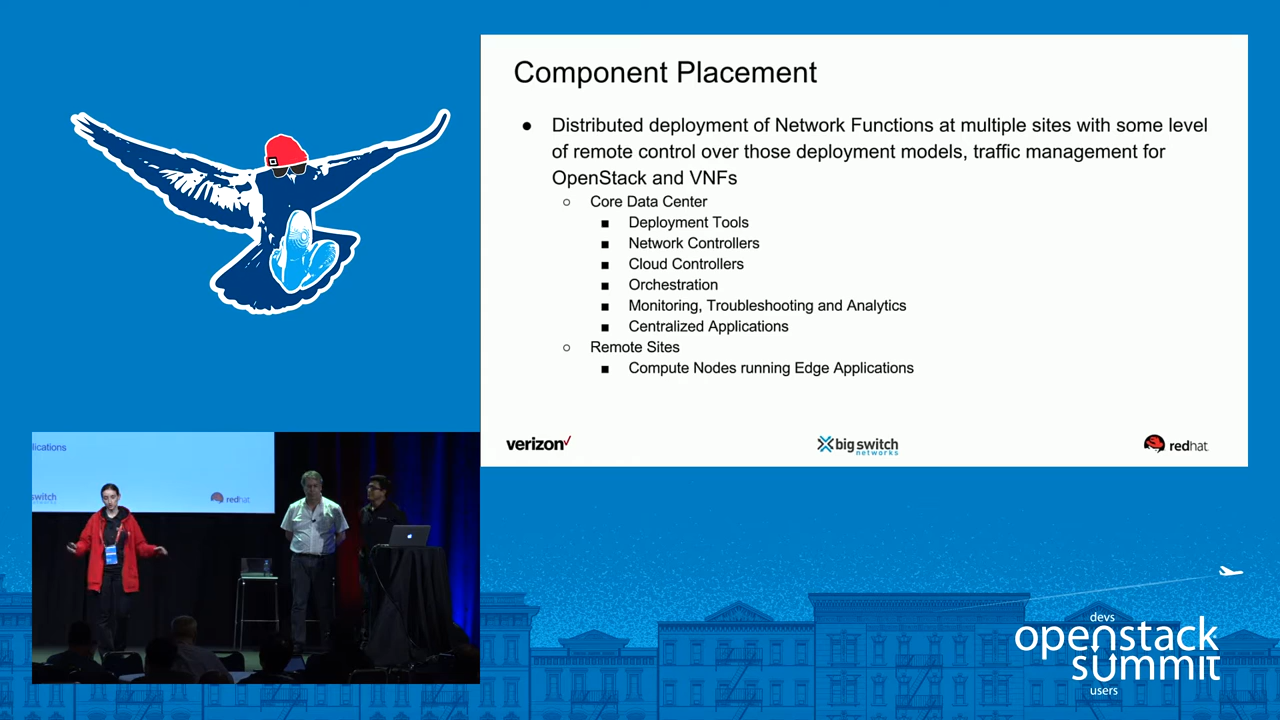 Component Placement
● Distributed deployment of Network Functions at multiple sites with some level
of remote control over those deployment models, traffic management for
OpenStack and VNFs
○ Core Data Center
■ Deployment Tools
■ Network Controllers
■ Cloud Controllers
■ Orchestration
■ Monitoring, Troubleshooting and Analytics
■ Centralized Applications
○ Remote Sites
■ Compute Nodes running Edge Applications
verizon
big switch
networks
redhat
lications
switch
redhat
devs
openstack
summit
users